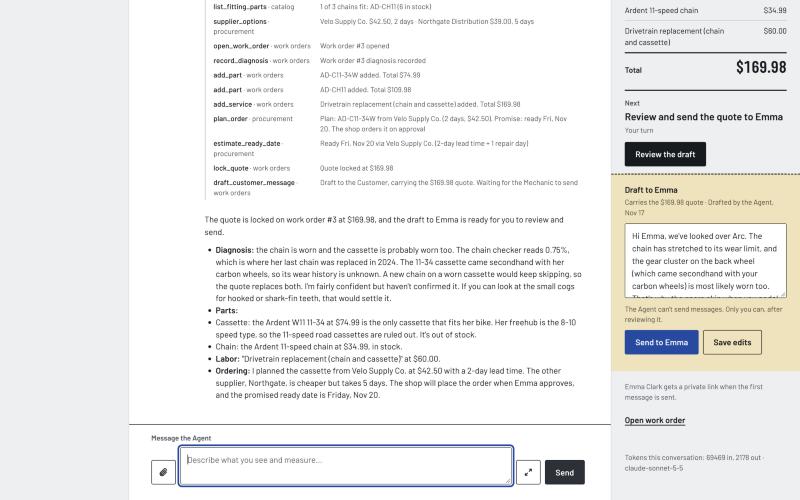 list_fitting_parts · catalog
1 of 3 chains fit: AD-CH11 (6 in stock)
supplier_options ·
procurement
Velo Supply Co. $42.50, 2 days · Northgate Distribution $39.00, 5 days
open_work_order · work orders
Work order #3 opened
record_diagnosis · work orders
Work order #3 diagnosis recorded
add_part · work orders
AD-C11-34W added. Total $74.99
add_part · work orders
AD-CH11 added. Total $109.98
add_service · work orders
Drivetrain replacement (chain and cassette) added. Total $169.98
plan_order · procurement
Plan: AD-C11-34W from Velo Supply Co. (2 days, $42.50). Promise: ready Fri, Nov
20. The shop orders it on approval
estimate_ready_date ·
procurement
Ready Fri, Nov 20 via Velo Supply Co. (2-day lead time + 1 repair day)
lock_quote · work orders
Quote locked at $169.98
draft_customer_message ·
work orders
Draft to the Customer, carrying the $169.98 quote. Waiting for the Mechanic to send
The quote is locked on work order #3 at $169.98, and the draft to Emma is ready for you to review and
send.
• Diagnosis: the chain is worn and the cassette is probably worn too. The chain checker reads 0.75%,
which is where her last chain was replaced in 2024. The 11-34 cassette came secondhand with her
carbon wheels, so its wear history is unknown. A new chain on a worn cassette would keep skipping, so
the quote replaces both. I'm fairly confident but haven't confirmed it. If you can look at the small cogs
for hooked or shark-fin teeth, that would settle it.
• Parts:
• Cassette: the Ardent W11 11-34 at $74.99 is the only cassette that fits her bike. Her freehub is the 8-10
speed type, so the 11-speed road cassettes are ruled out. It's out of stock.
• Chain: the Ardent 11-speed chain at $34.99, in stock.
• Labor: "Drivetrain replacement (chain and cassette)" at $60.00.
• Ordering: I planned the cassette from Velo Supply Co. at $42.50 with a 2-day lead time. The other
supplier, Northgate, is cheaper but takes 5 days. The shop will place the order when Emma approves,
and the promised ready date is Friday, Nov 20.
Message the Agent
Describe what you see and measure...
Send
Ardent 11-speed chain
$34.99
Drivetrain replacement (chain
and cassette)
$60.00
Total
$169.98
Next
Review and send the quote to Emma
Your turn
Review the draft
Draft to Emma
Carries the $169.98 quote · Drafted by the Agent,
Nov 17
Hi Emma, we've looked over Arc. The
chain has stretched to its wear limit, and
the gear cluster on the back wheel
(which came secondhand with your
carbon wheels) is most likely worn too.
The Agent can't send messages. Only you can, after
reviewing it.
Send to Emma
Save edits
Emma Clark gets a private link when the first
message is sent.
Open work order
Tokens this conversation: 69469 in, 2178 out ·
claude-sonnet-5-5